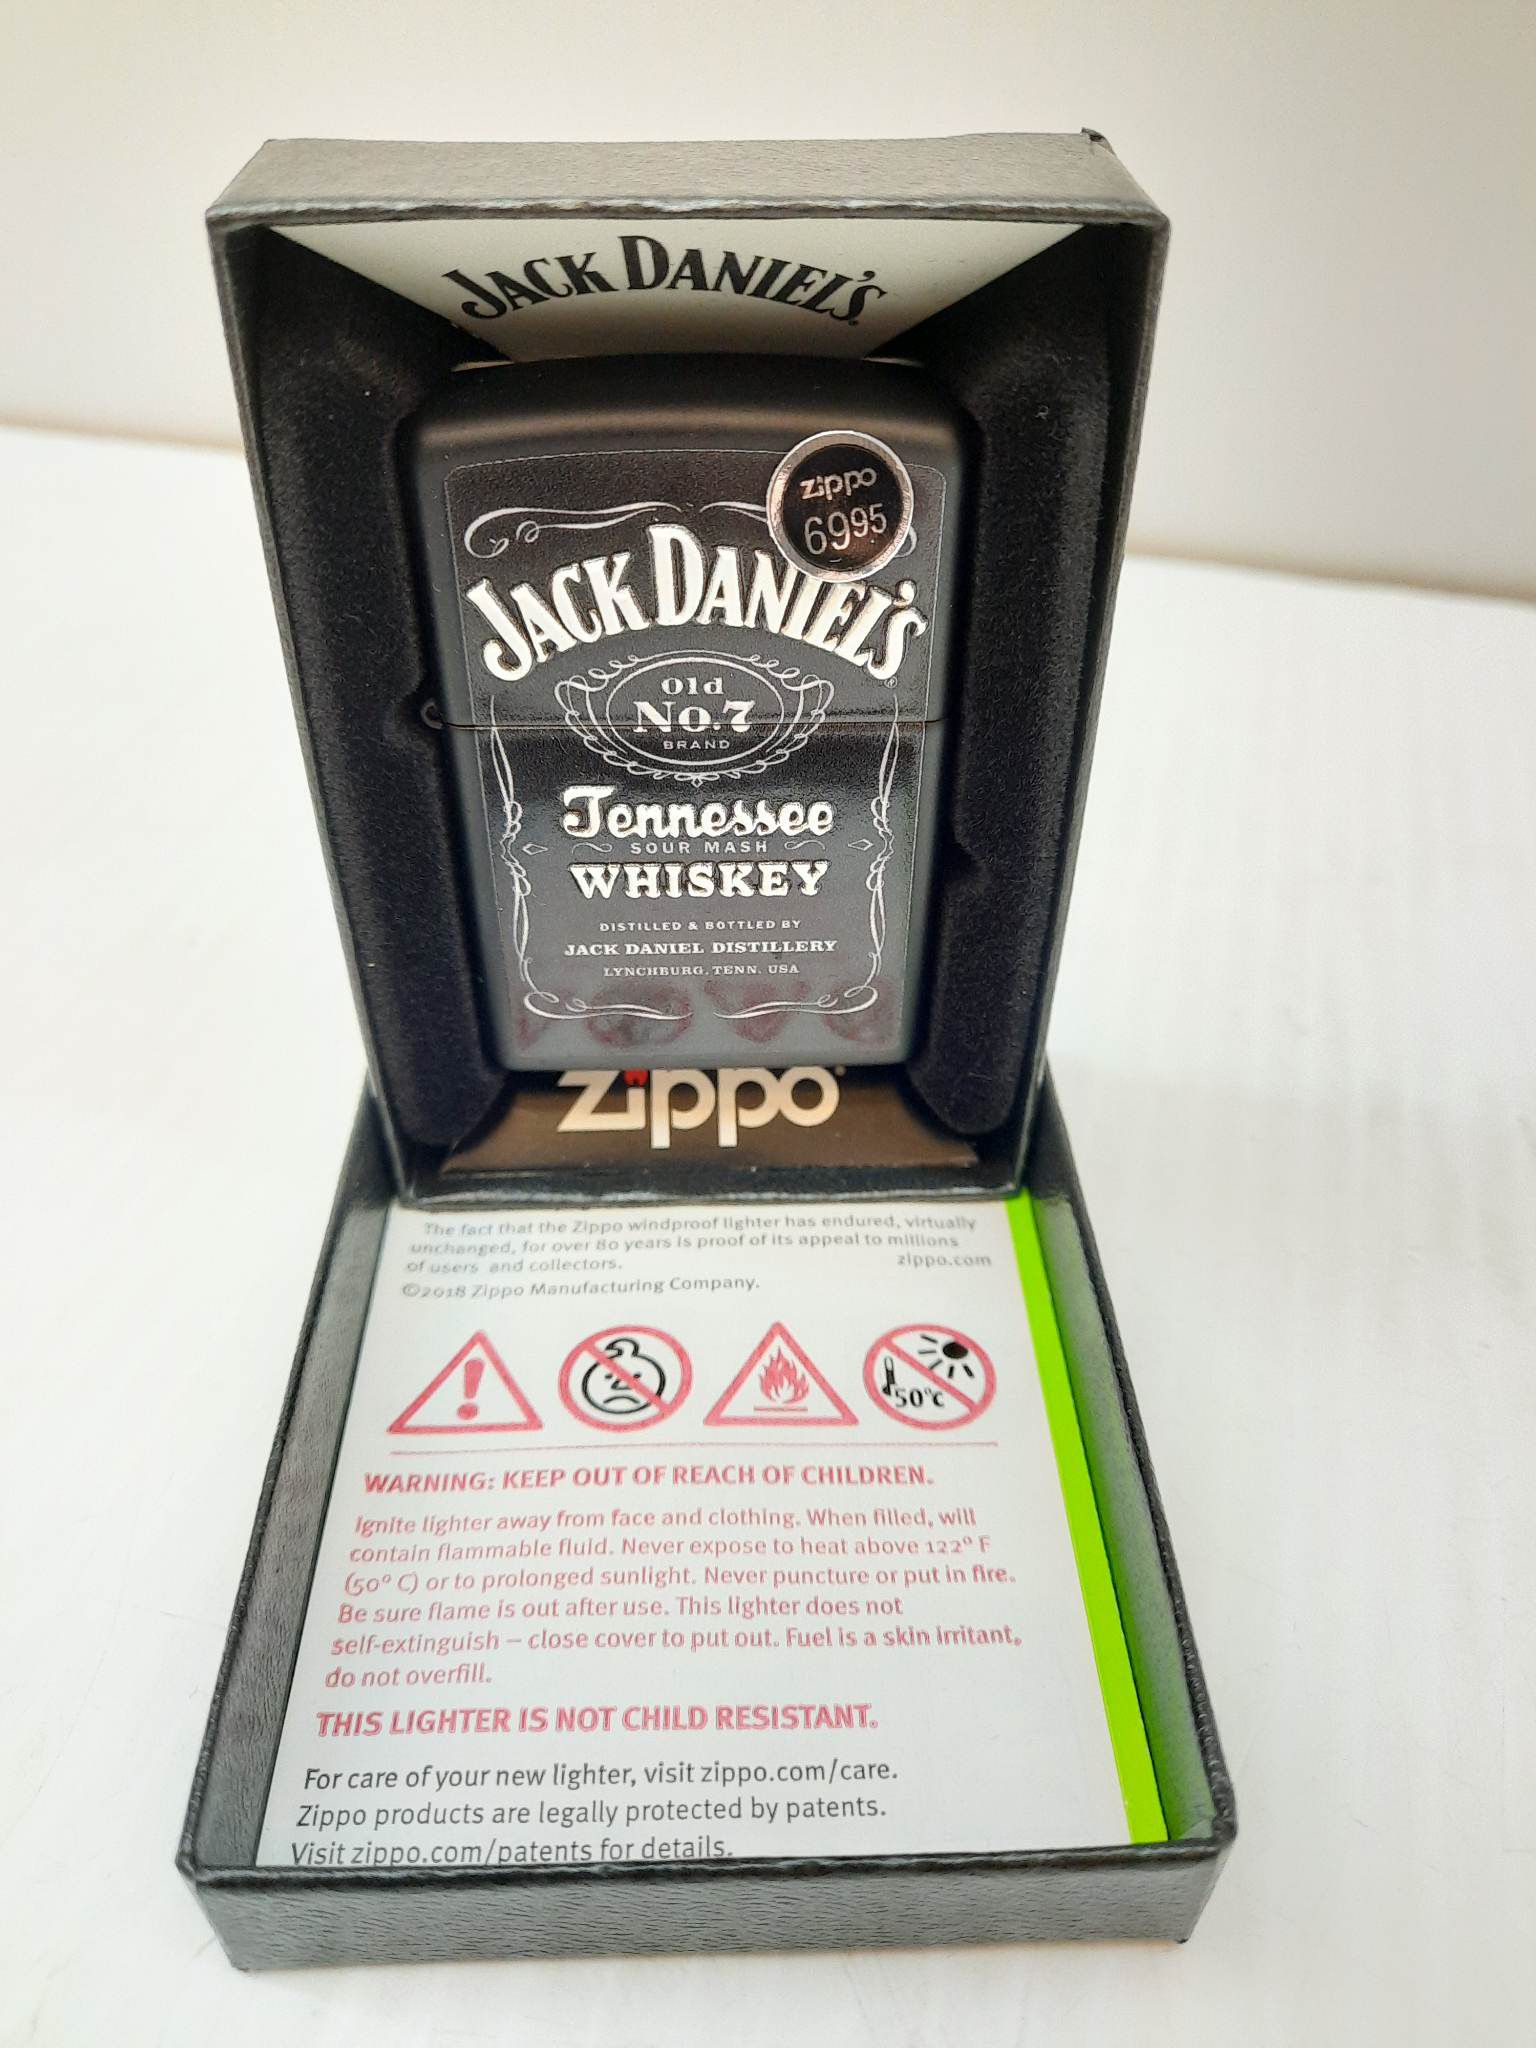 JACK DANIEL'S
zippo
6995
JACK DANIEL'S®
Old
No.7
BRAND
Tennessee
SOUR MASH
WHISKEY
DISTILLED & BOTTLED BY
JACK DANIEL DISTILLERY
LYNCHBURG, TENN. USA
zippo
The fact that the Zippo windproof lighter has endured, virtually
unchanged, for over 80 years is proof of its appeal to millions
of users and collectors. zippo.com
©2018 Zippo Manufacturing Company.
50°C
WARNING: KEEP OUT OF REACH OF CHILDREN.
Ignite lighter away from face and clothing. When filled, will
contain flammable fluid. Never expose to heat above 122° F
(50° C) or to prolonged sunlight. Never puncture or put in fire.
Be sure flame is out after use. This lighter does not
self-extinguish – close cover to put out. Fuel is a skin irritant,
do not overfill.
THIS LIGHTER IS NOT CHILD RESISTANT.
For care of your new lighter, visit zippo.com/care.
Zippo products are legally protected by patents.
Visit zippo.com/patents for details.